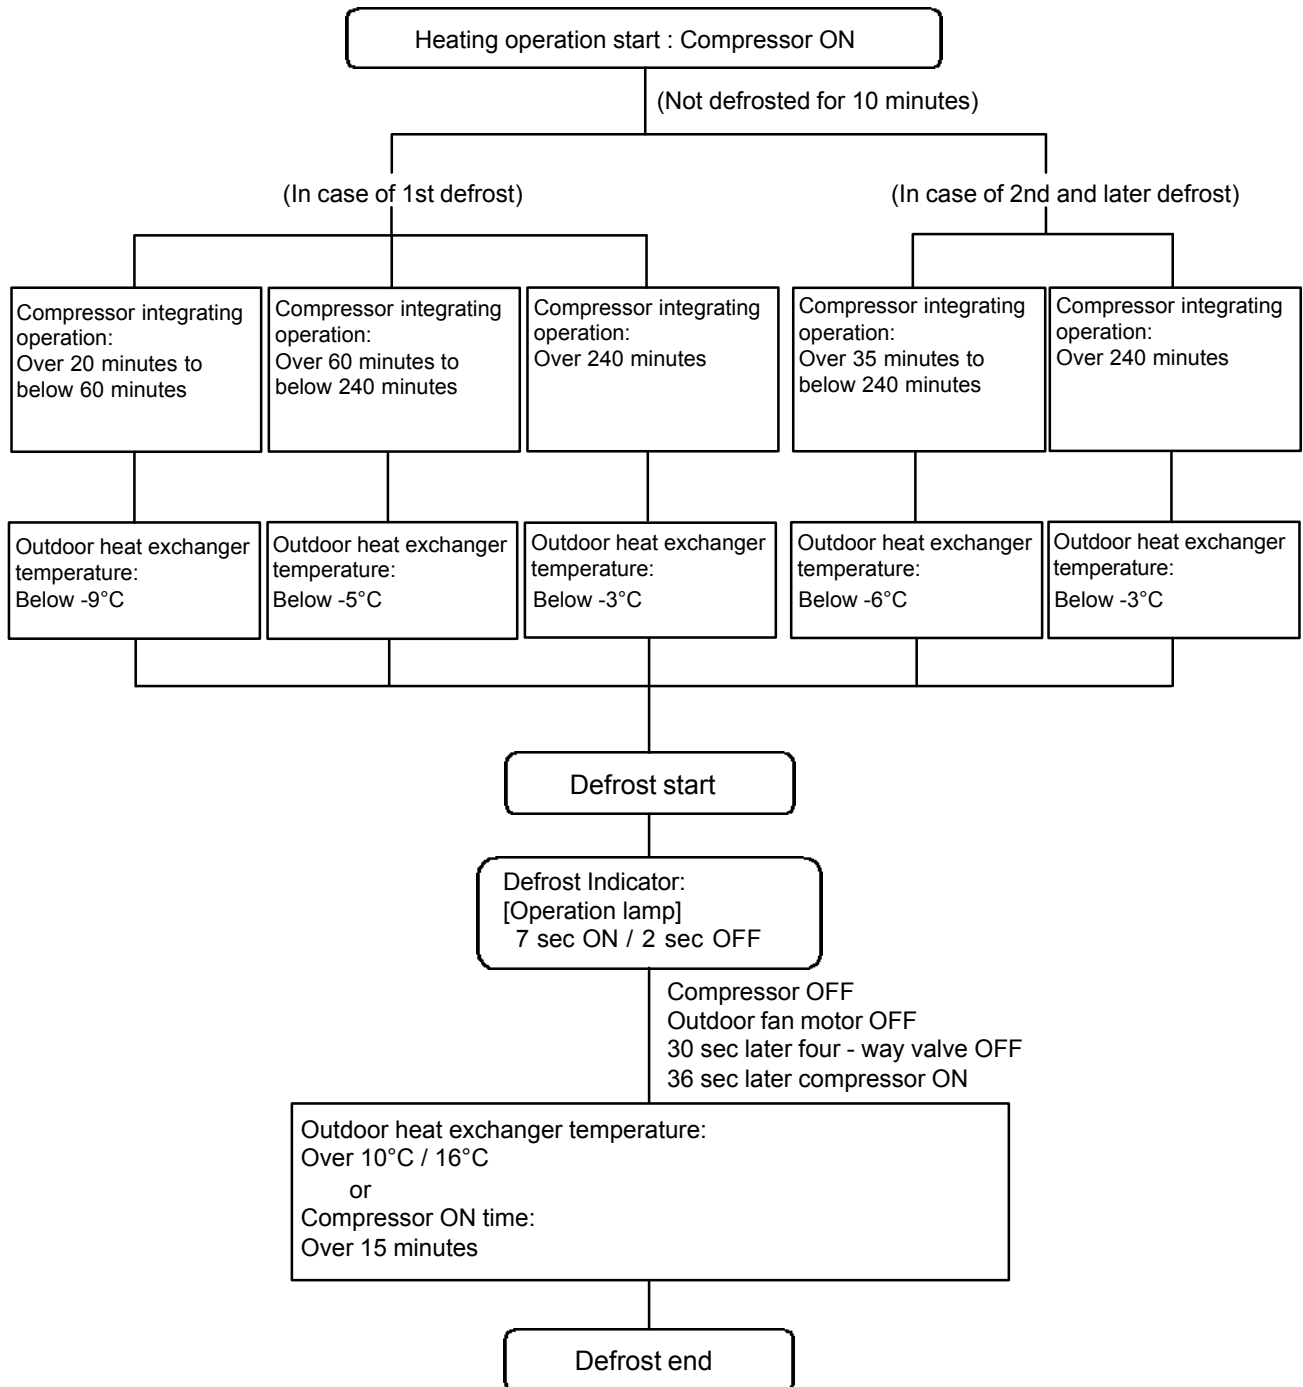 Heating operation start : Compressor ON
(Not defrosted for 10 minutes)
(In case of 1st defrost)
(In case of 2nd and later defrost)
Compressor integrating
operation:
Over 20 minutes to
below 60 minutes
Compressor integrating
operation:
Over 60 minutes to
below 240 minutes
Compressor integrating
operation:
Over 240 minutes
Compressor integrating
operation:
Over 35 minutes to
below 240 minutes
Compressor integrating
operation:
Over 240 minutes
Outdoor heat exchanger
temperature:
Below -9°C
Outdoor heat exchanger
temperature:
Below -5°C
Outdoor heat exchanger
temperature:
Below -3°C
Outdoor heat exchanger
temperature:
Below -6°C
Outdoor heat exchanger
temperature:
Below -3°C
Defrost start
Defrost Indicator:
[Operation lamp]
7 sec ON / 2 sec OFF
Compressor OFF
Outdoor fan motor OFF
30 sec later four - way valve OFF
36 sec later compressor ON
Outdoor heat exchanger temperature:
Over 10°C / 16°C
or
Compressor ON time:
Over 15 minutes
Defrost end